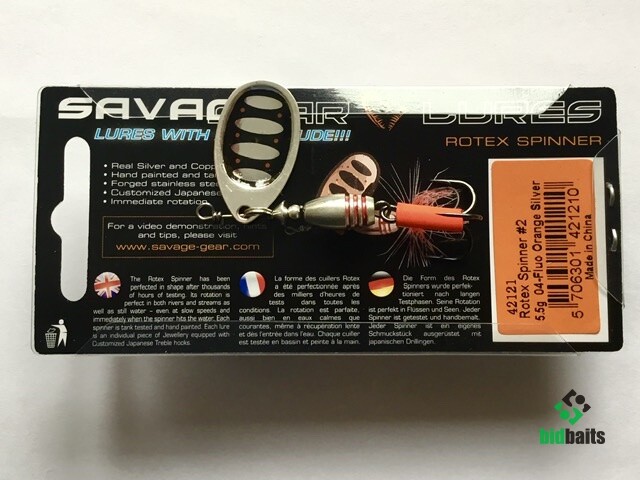 SAVAGEAR LURES
LURES WITH UDE!!!
ROTEX SPINNER
• Real Silver and Copp
• Hand painted and ta
• Forged stainless stee
• Customized Japanese
• Immediate rotation
For a video demonstration,
and tips, please visit
www.savage-gear.com
The Rotex Spinner has been
perfected in shape after thousands
of hours of testing. Its rotation is
perfect in both rivers and streams as
well as still water - even at slow speeds and
immediately when the spinner hits the water. Each
spinner is tank tested and hand painted. Each lure
is an individual piece of Jewellery equipped with
Customized Japanese Treble hooks.
La forme des cuillers Rotex
a été perfectionnée après
des milliers d'heures de
tests dans toutes les
conditions. La rotation est parfaite,
aussi bien en eaux calmes que
courantes, même à récupération lente
et dès l'entrée dans l'eau. Chaque cuiller
est testée en bassin et peinte à la main.
Die Form des Rotex
Spinners wurde perfek-
tioniert nach langen
Testphasen. Seine Rotation
ist perfekt in Flüssen und Seen. Jeder
Spinner ist getestet und handbemalt.
Jeder Spinner ist ein eigenes
Schmuckstück ausgerüstet mit
japanischen Drillingen.
42121
Rotex Spinner #2
5.5g 04-Fluo Orange Silver
5 706301 421210
Made in China
bidbaits